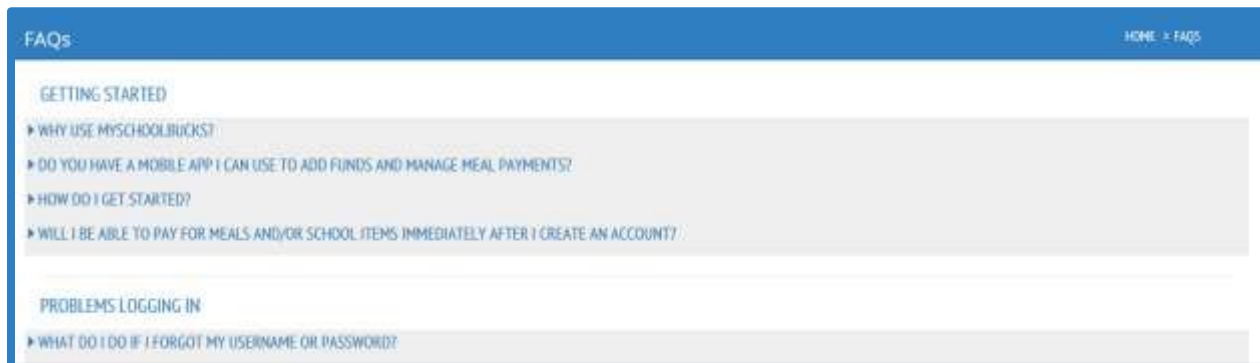 FAQs
HOME > FAQS
GETTING STARTED
WHY USE MYSCHOOLBUCKS?
DO YOU HAVE A MOBILE APP I CAN USE TO ADD FUNDS AND MANAGE MEAL PAYMENTS?
HOW DO I GET STARTED?
WILL I BE ABLE TO PAY FOR MEALS AND/OR SCHOOL ITEMS IMMEDIATELY AFTER I CREATE AN ACCOUNT?
PROBLEMS LOGGING IN
WHAT DO I DO IF I FORGOT MY USERNAME OR PASSWORD?